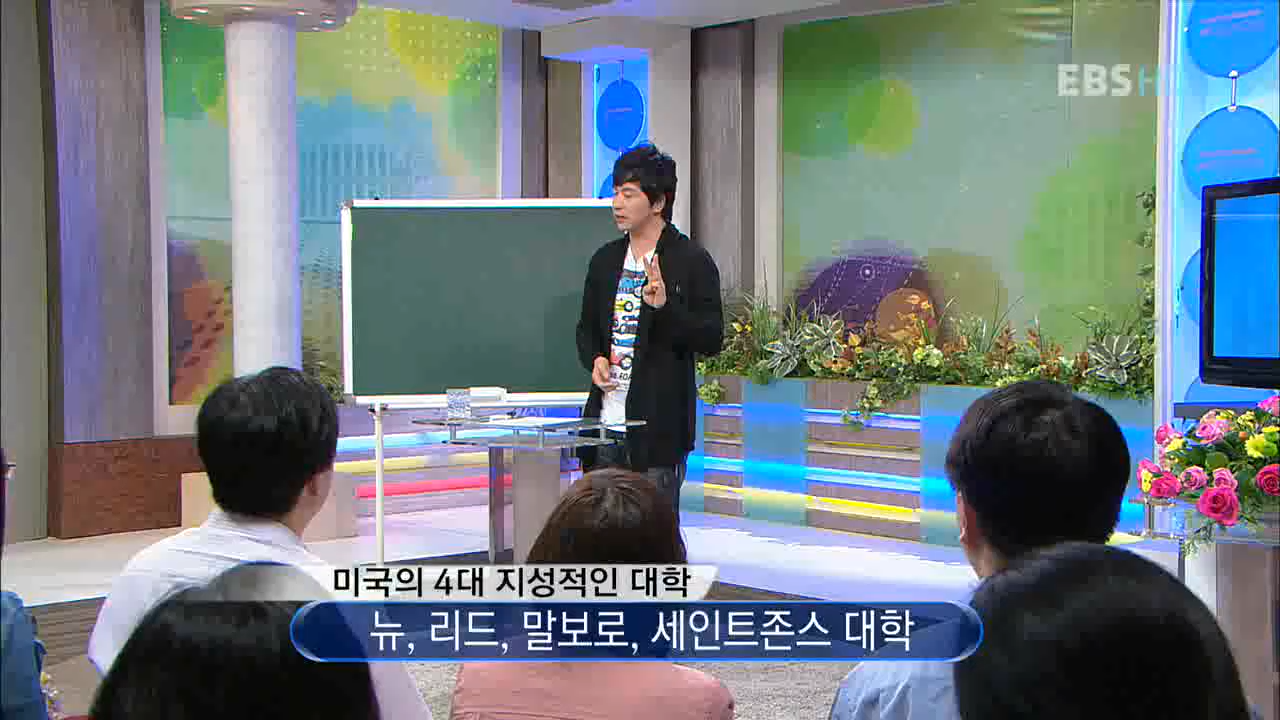 EBS H
미국의 4대 지성적인 대학
뉴, 리드, 말보로, 세인트존스 대학